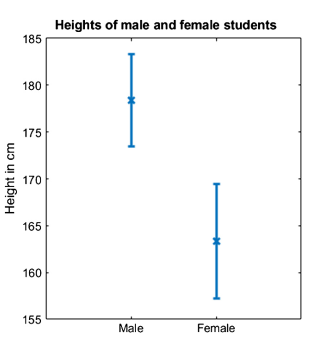 Heights of male and female students
185
180
175
170
165
160
155
Height in cm
Male Female